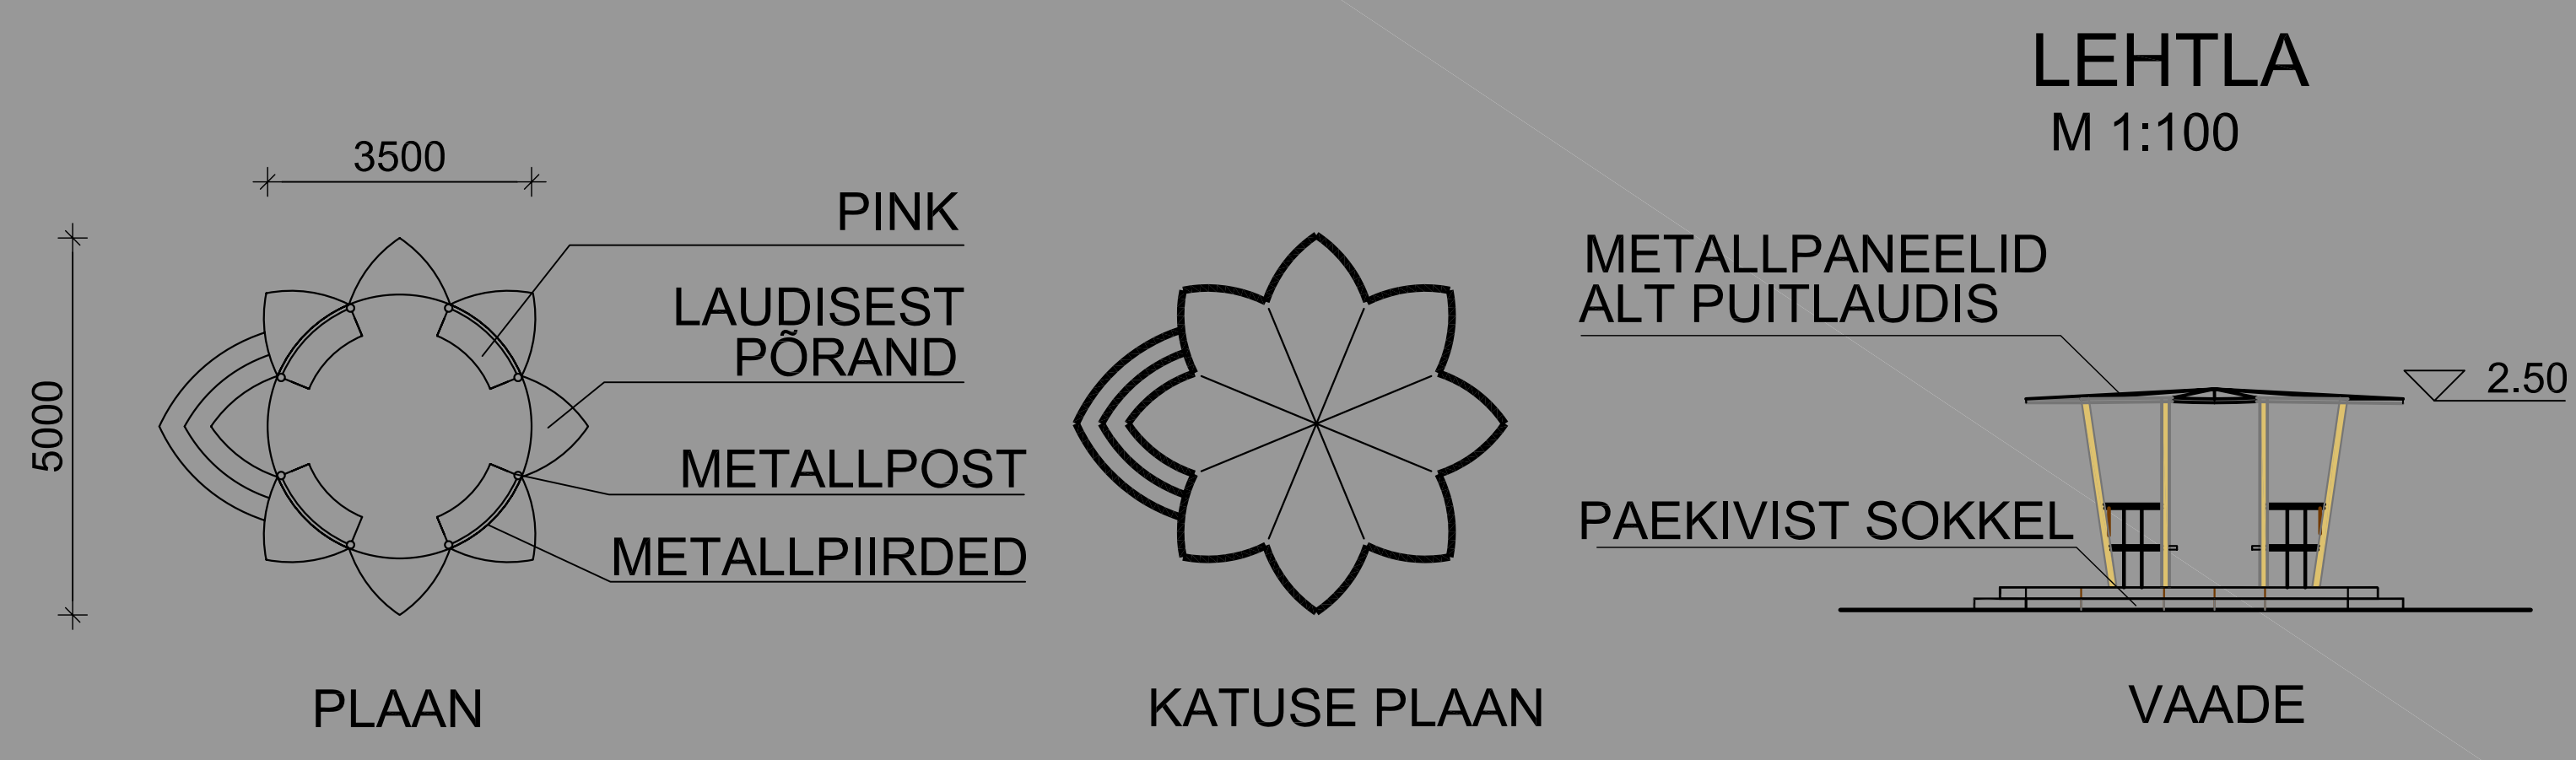 LEHTLA
M 1:100
3500
5000
PINK
LAUDISEST
PÕRAND
METALLPOST
METALLPIIRDED
PLAAN
KATUSE PLAAN
METALLPANEELID
ALT PUITLAUDIS
2.50
PAEKIVIST SOKKEL
VAADE